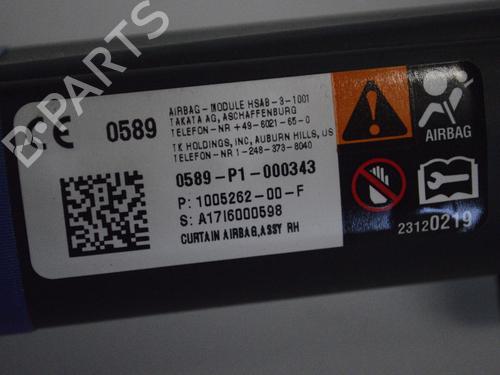 B-PARTS
CE 0589
AIRBAG-MODULE HSAB-3-1001
TAKATA AG, ASCHAFFENBURG
TELEFON-NR +49-6021-65-0
TK HOLDINGS, INC, AUBURN HILLS, US
TELEFON-NR 1-248-373-8040
0589-P1-000343
P: 1005262-00-F
S: A17I6000598
CURTAIN AIRBAG,ASSY RH
AIRBAG
23120219